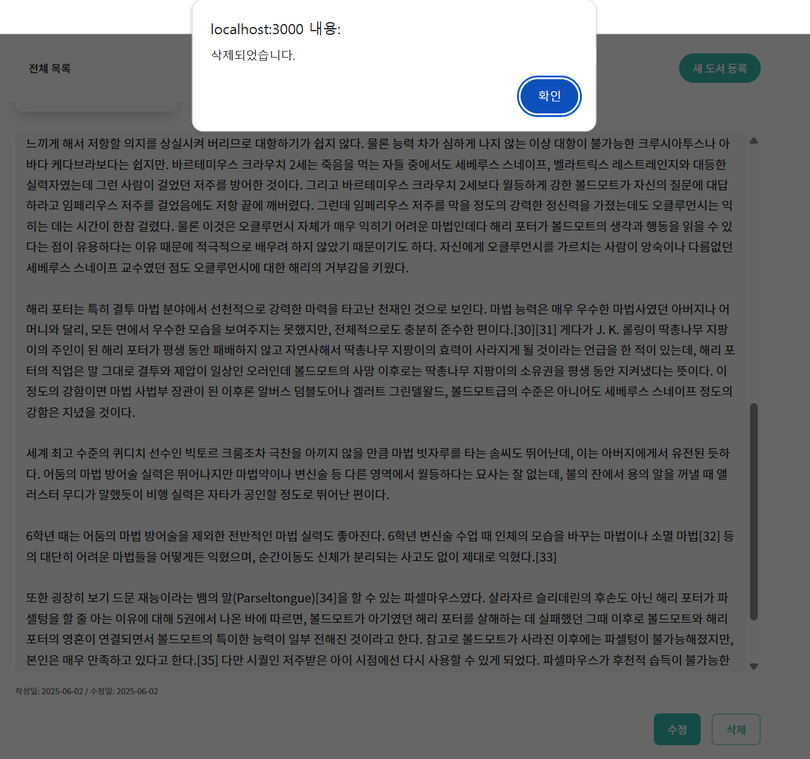 localhost:3000 내용:
삭제되었습니다.
확인
전체 목록
새 도서 등록
느끼게 해서 저항할 의지를 상실시켜 버리므로 대항하기가 쉽지 않다. 물론 능력 차가 심하게 나지 않는 이상 대항이 불가능한 크루시아투스나 아
바다 케다브라보다는 쉽지만. 바르테미우스 크라우치 2세는 죽음을 먹는 자들 중에서도 세베루스 스네이프, 벨라트릭스 레스트레인지와 대등한
실력자였는데 그런 사람이 걸었던 저주를 방어한 것이다. 그리고 바르테미우스 크라우치 2세보다 월등하게 강한 볼드모트가 자신의 질문에 대답
하라고 임페리우스 저주를 걸었음에도 저항 끝에 깨버렸다. 그런데 임페리우스 저주를 막을 정도의 강력한 정신력을 가졌는데도 오클루먼시는 익
히는 데는 시간이 한참 걸렸다. 물론 이것은 오클루먼시 자체가 매우 익히기 어려운 마법인데다 해리 포터가 볼드모트의 생각과 행동을 읽을 수 있
다는 점이 유용하다는 이유 때문에 적극적으로 배우려 하지 않았기 때문이기도 하다. 자신에게 오클루먼시를 가르치는 사람이 앙숙이나 다름없던
세베루스 스네이프 교수였던 점도 오클루먼시에 대한 해리의 거부감을 키웠다.
해리 포터는 특히 결투 마법 분야에서 선천적으로 강력한 마력을 타고난 천재인 것으로 보인다. 마법 능력은 매우 우수한 마법사였던 아버지나 어
머니와 달리, 모든 면에서 우수한 모습을 보여주지는 못했지만, 전체적으로도 충분히 준수한 편이다.[30][31] 게다가 J. K. 롤링이 딱총나무 지팡
이의 주인이 된 해리 포터가 평생 동안 패배하지 않고 자연사해서 딱총나무 지팡이의 효력이 사라지게 될 것이라는 언급을 한 적이 있는데, 해리 포
터의 직업은 말 그대로 결투와 제압이 일상인 오러인데 볼드모트의 사망 이후로는 딱총나무 지팡이의 소유권을 평생 동안 지켜냈다는 뜻이다. 이
정도의 강함이면 마법 사법부 장관이 된 이후론 알버스 덤블도어나 겔러트 그린델왈드, 볼드모트급의 수준은 아니어도 세베루스 스네이프 정도의
강함은 지녔을 것이다.
세계 최고 수준의 퀴디치 선수인 빅토르 크룸조차 극찬을 아끼지 않을 만큼 마법 빗자루를 타는 솜씨도 뛰어난데, 이는 아버지에게서 유전된 듯하
다. 어둠의 마법 방어술 실력은 뛰어나지만 마법약이나 변신술 등 다른 영역에서 월등하다는 묘사는 잘 없는데, 불의 잔에서 용의 알을 꺼낼 때 앨
러스터 무디가 말했듯이 비행 실력은 자타가 공인할 정도로 뛰어난 편이다.
6학년 때는 어둠의 마법 방어술을 제외한 전반적인 마법 실력도 좋아진다. 6학년 변신술 수업 때 인체의 모습을 바꾸는 마법이나 소멸 마법[32] 등
의 대단히 어려운 마법들을 어떻게든 익혔으며, 순간이동도 신체가 분리되는 사고도 없이 제대로 익혔다.[33]
또한 굉장히 보기 드문 재능이라는 뱀의 말(Parseltongue)[34]을 할 수 있는 파셀마우스였다. 살라자르 슬리데린의 후손도 아닌 해리 포터가 파
셀텅을 할 줄 아는 이유에 대해 5권에서 나온 바에 따르면, 볼드모트가 아기였던 해리 포터를 살해하는 데 실패했던 그때 이후로 볼드모트와 해리
포터의 영혼이 연결되면서 볼드모트의 특이한 능력이 일부 전해진 것이라고 한다. 참고로 볼드모트가 사라진 이후에는 파셀텅이 불가능해졌지만,
본인은 매우 만족하고 있다고 한다.[35] 다만 시퀄인 저주받은 아이 시점에선 다시 사용할 수 있게 되었다. 파셀마우스가 후천적 습득이 불가능한
작성일: 2025-06-02 / 수정일: 2025-06-02
수정
삭제